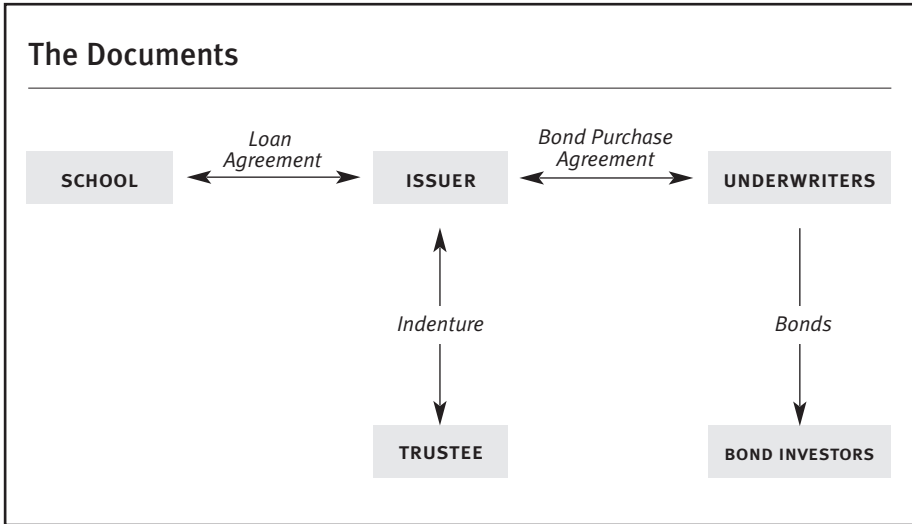 The Documents
Loan
Agreement
Bond Purchase
Agreement
SCHOOL
ISSUER
UNDERWRITERS
Indenture
Bonds
TRUSTEE
BOND INVESTORS